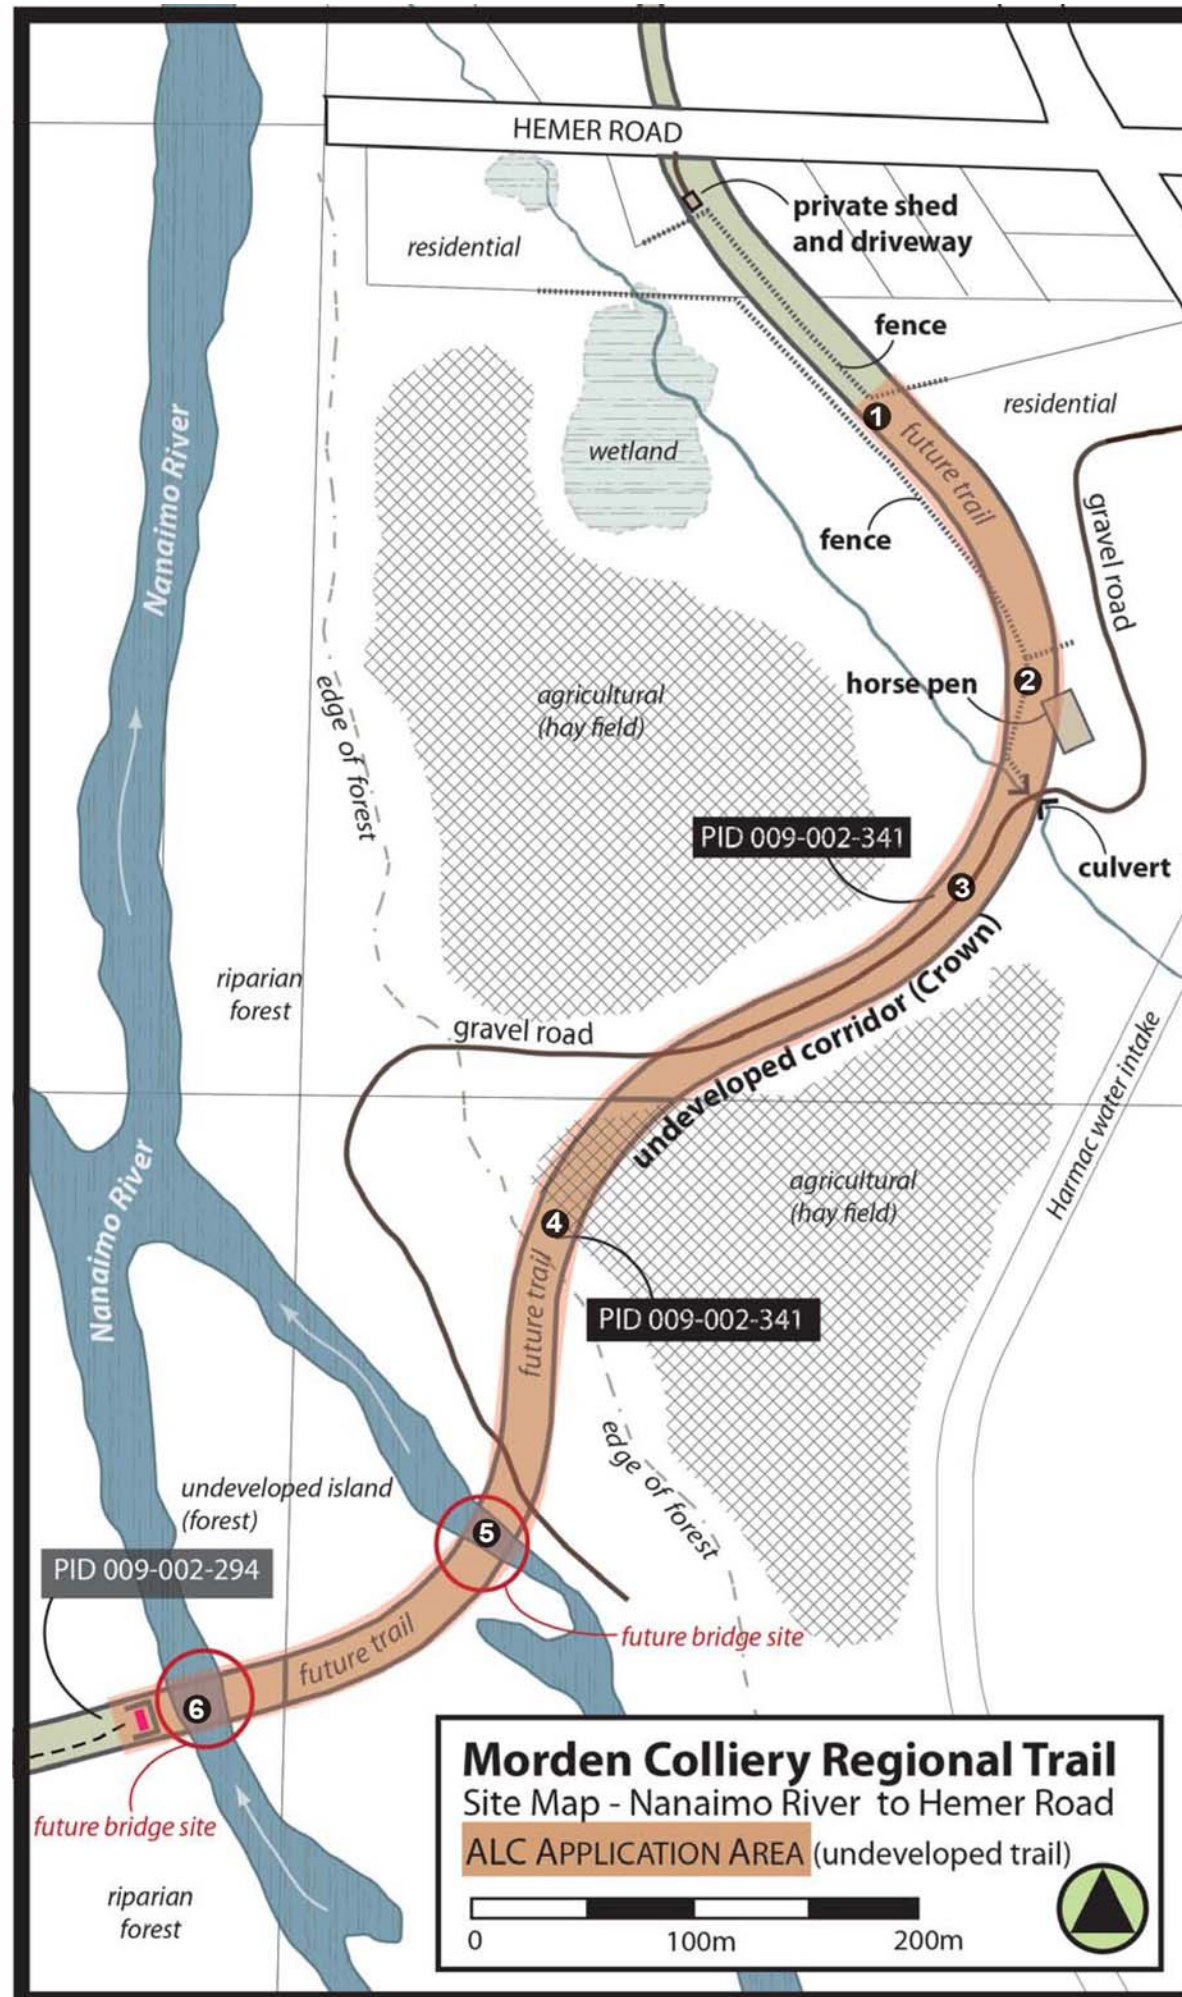 HEMER ROAD
private shed
and driveway
residential
fence
residential
1
future trail
Nanaimo River
wetland
fence
gravel road
horse pen
2
agricultural
(hay field)
edge of forest
PID 009-002-341
culvert
3
riparian
forest
undeveloped corridor (Crown)
gravel road
Harmac water intake
Nanaimo River
agricultural
(hay field)
4
future trail
PID 009-002-341
edge of forest
undeveloped island
(forest)
5
PID 009-002-294
future bridge site
future trail
6
future bridge site
riparian
forest
Morden Colliery Regional Trail
Site Map - Nanaimo River to Hemer Road
ALC APPLICATION AREA (undeveloped trail)
0 100m 200m